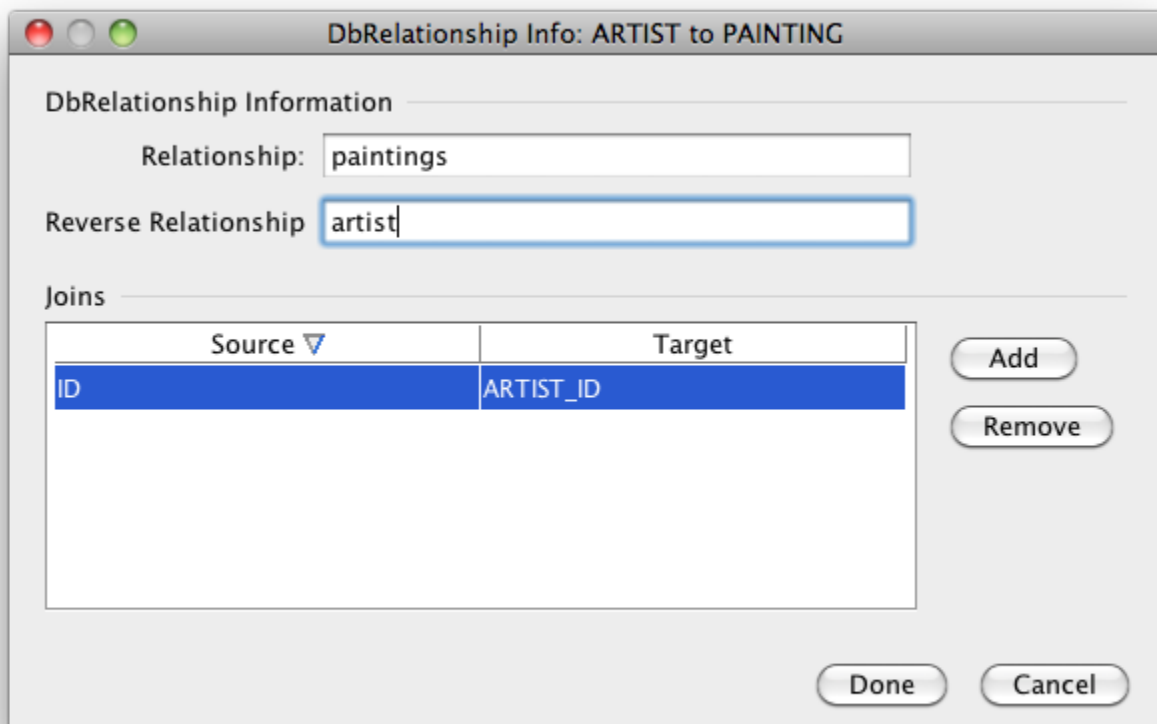 DbRelationship Info: ARTIST to PAINTING
DbRelationship Information
Relationship: paintings
Reverse Relationship artist
Joins
Source Target
Add
ID ARTIST_ID
Remove
Done Cancel